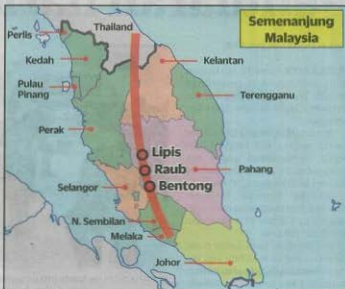 Thailand
Semenanjung
Malaysia
Perlis
Kedah
Kelantan
Pulau
Pinang
Terengganu
Perak
Lipis
Raub
Pahang
Selangor
Bentong
N. Sembilan
Melaka
Johor